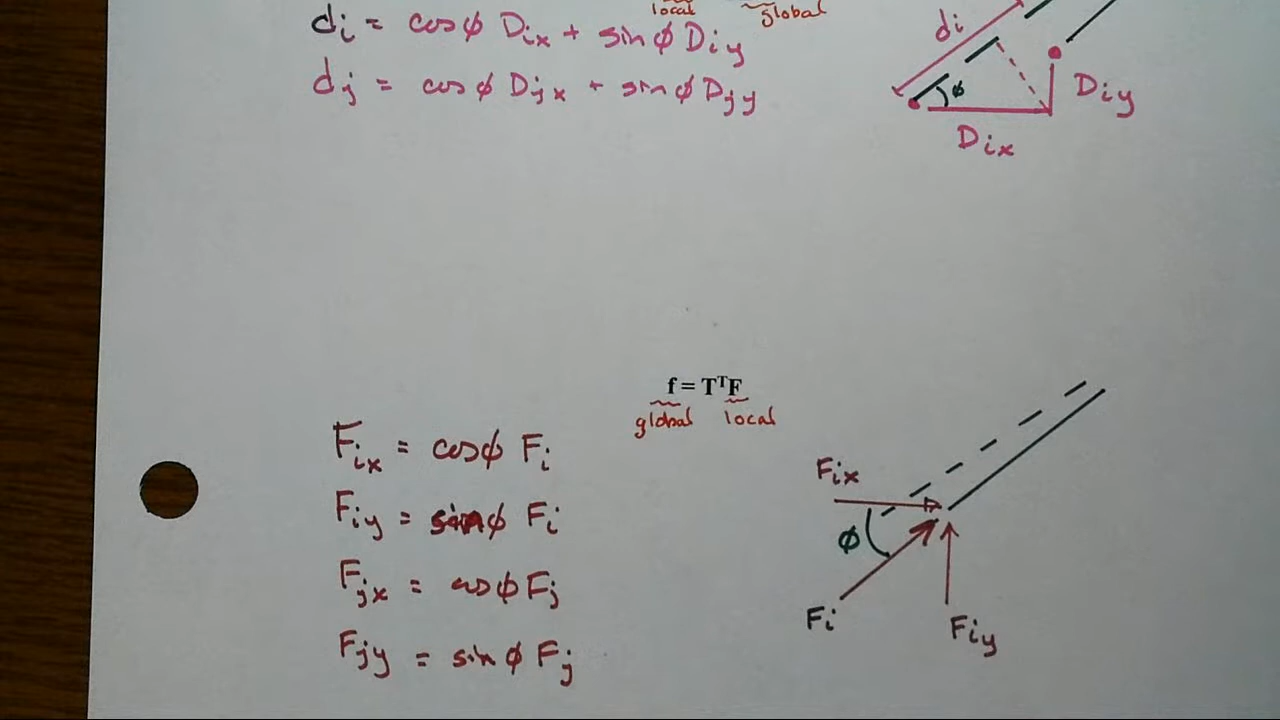 local global
di = cosϕ Dix + sinϕ Diy
dj = cosϕ Djx + sinϕ Djy
di
ϕ
Diy
Dix
f = TᵀF
global local
Fix = cosϕ Fi
Fiy = sinϕ Fi
Fjx = cosϕ Fj
Fjy = sinϕ Fj
Fix
ϕ
Fi
Fiy